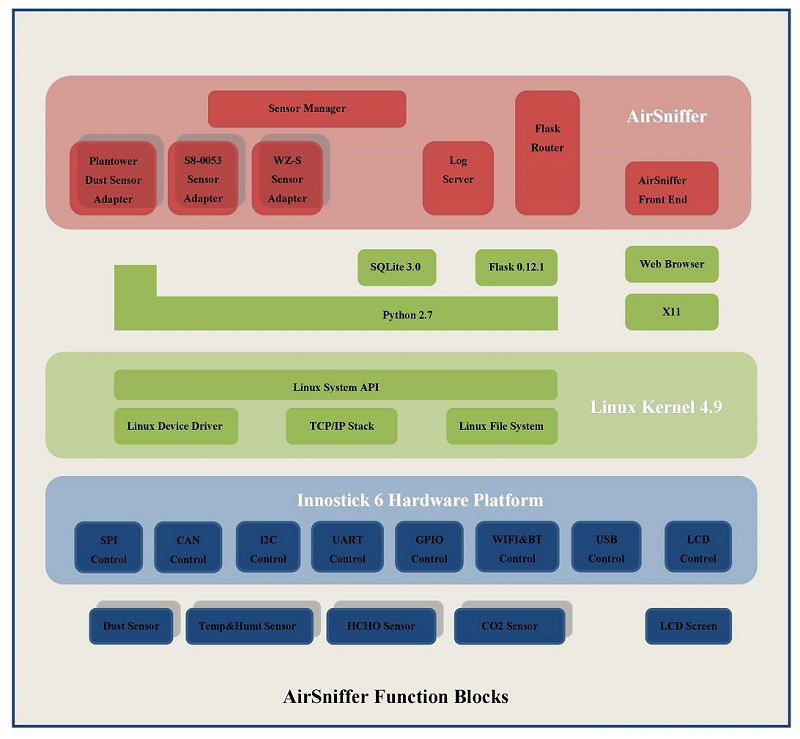 Sensor Manager
AirSniffer
Plantower
Dust Sensor
Adapter
S8-0053
Sensor
Adapter
WZ-S
Sensor
Adapter
Log
Server
Flask
Router
AirSniffer
Front End
SQLite 3.0
Flask 0.12.1
Web Browser
Python 2.7
X11
Linux System API
Linux Kernel 4.9
Linux Device Driver
TCP/IP Stack
Linux File System
Innostick 6 Hardware Platform
SPI
Control
CAN
Control
I2C
Control
UART
Control
GPIO
Control
WIFI&BT
Control
USB
Control
LCD
Control
Dust Sensor
Temp&Humi Sensor
HCHO Sensor
CO2 Sensor
LCD Screen
AirSniffer Function Blocks